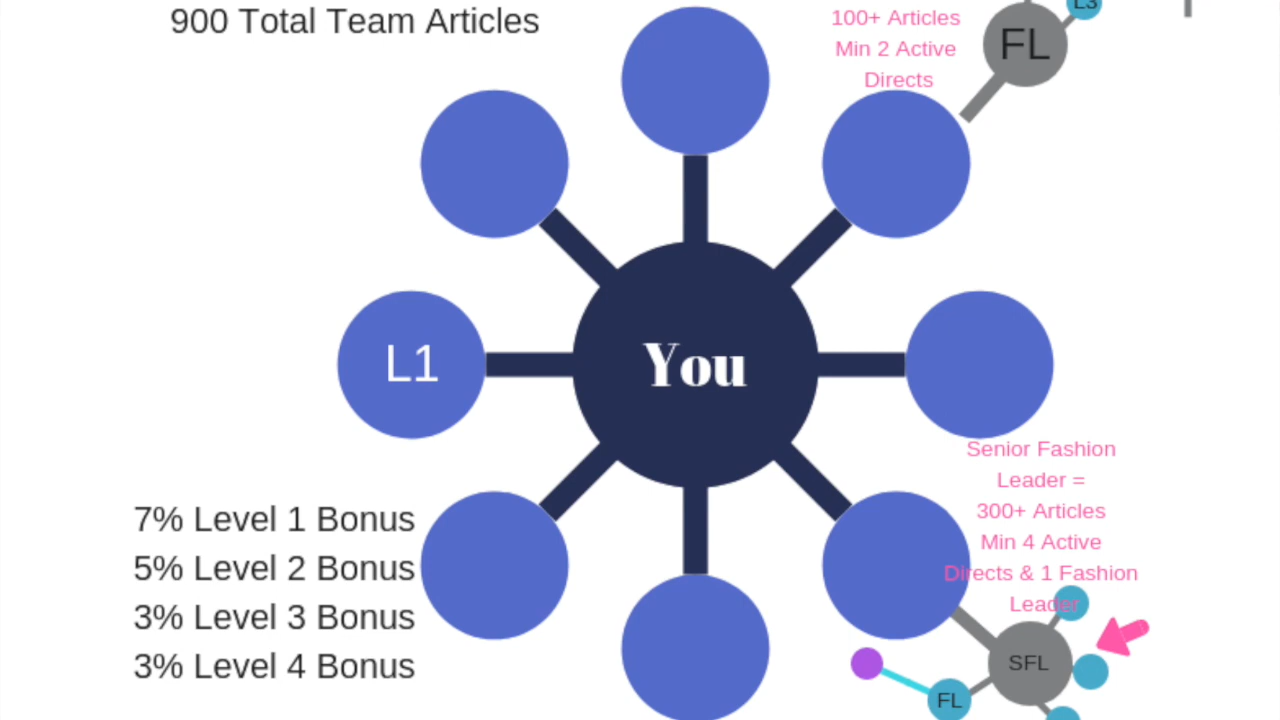 900 Total Team Articles
100+ Articles
Min 2 Active
Directs
L3
FL
L1
You
Senior Fashion
Leader =
300+ Articles
Min 4 Active
Directs & 1 Fashion
Leader
7% Level 1 Bonus
5% Level 2 Bonus
3% Level 3 Bonus
3% Level 4 Bonus
SFL
FL